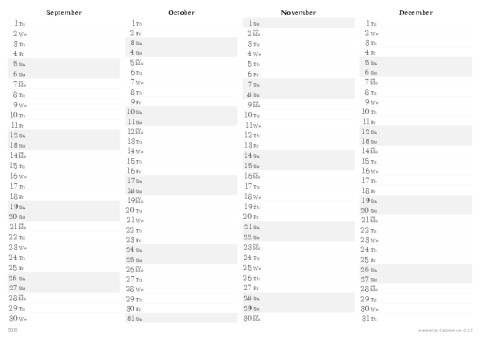 September
1 Tu
2 We
3 Th
4 Fr
5 Sa
6 Su
7 Mo
8 Tu
9 We
10 Th
11 Fr
12 Sa
13 Su
14 Mo
15 Tu
16 We
17 Th
18 Fr
19 Sa
20 Su
21 Mo
22 Tu
23 We
24 Th
25 Fr
26 Sa
27 Su
28 Mo
29 Tu
30 We
October
1 Th
2 Fr
3 Sa
4 Su
5 Mo
6 Tu
7 We
8 Th
9 Fr
10 Sa
11 Su
12 Mo
13 Tu
14 We
15 Th
16 Fr
17 Sa
18 Su
19 Mo
20 Tu
21 We
22 Th
23 Fr
24 Sa
25 Su
26 Mo
27 Tu
28 We
29 Th
30 Fr
31 Sa
November
1 Su
2 Mo
3 Tu
4 We
5 Th
6 Fr
7 Sa
8 Su
9 Mo
10 Tu
11 We
12 Th
13 Fr
14 Sa
15 Su
16 Mo
17 Tu
18 We
19 Th
20 Fr
21 Sa
22 Su
23 Mo
24 Tu
25 We
26 Th
27 Fr
28 Sa
29 Su
30 Mo
December
1 Tu
2 We
3 Th
4 Fr
5 Sa
6 Su
7 Mo
8 Tu
9 We
10 Th
11 Fr
12 Sa
13 Su
14 Mo
15 Tu
16 We
17 Th
18 Fr
19 Sa
20 Su
21 Mo
22 Tu
23 We
24 Th
25 Fr
26 Sa
27 Su
28 Mo
29 Tu
30 We
31 Th